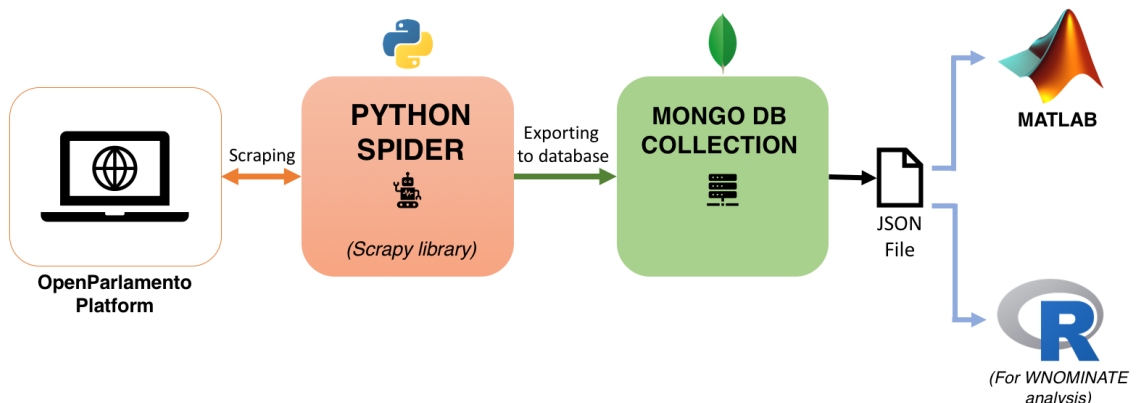 OpenParlamento
Platform
Scraping
PYTHON
SPIDER
(Scrapy library)
Exporting
to database
MONGO DB
COLLECTION
JSON
File
MATLAB
R
(For WNOMINATE
analysis)